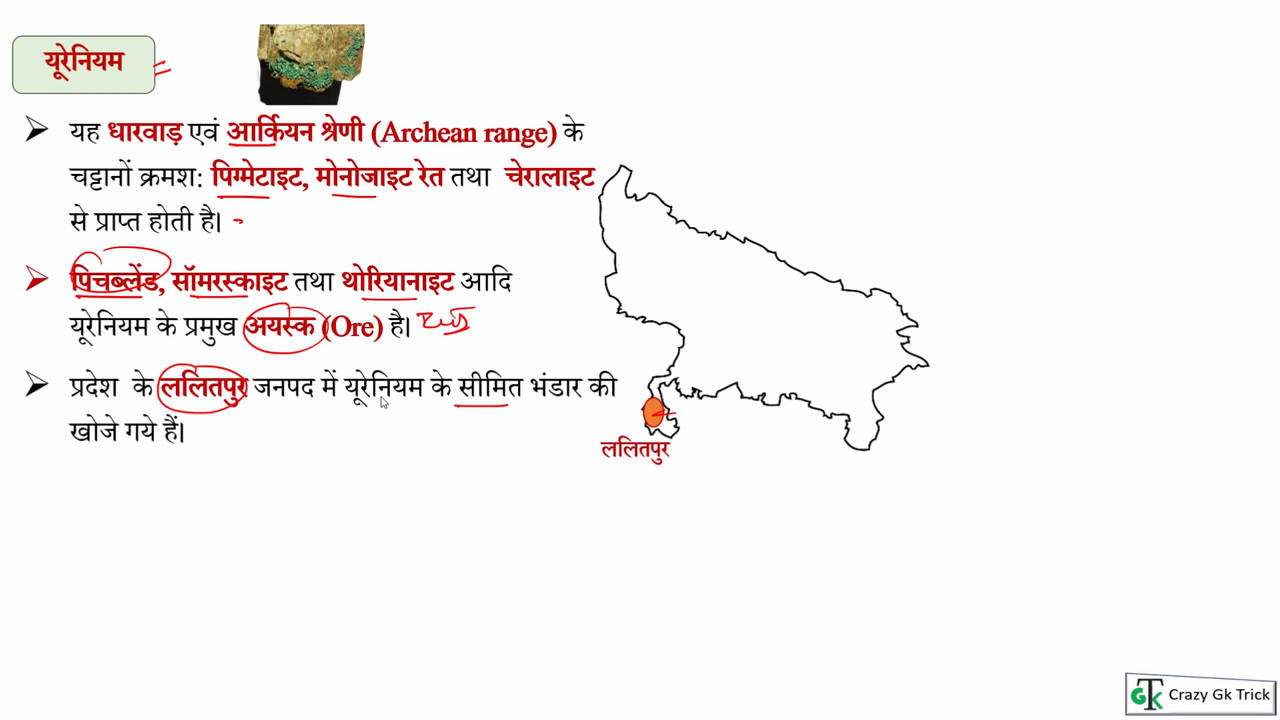 यूरेनियम
यह धारवाड़ एवं आर्कियन श्रेणी (Archean range) के
चट्टानों क्रमश: पिग्मेटाइट, मोनोजाइट रेत तथा चेरालाइट
से प्राप्त होती है।
पिचब्लेंड, सॉमरस्काइट तथा थोरियानाइट आदि
यूरेनियम के प्रमुख अयस्क (Ore) है।
प्रदेश के ललितपुर जनपद में यूरेनियम के सीमित भंडार की
खोजे गये हैं।
ललितपुर
GTK Crazy Gk Trick